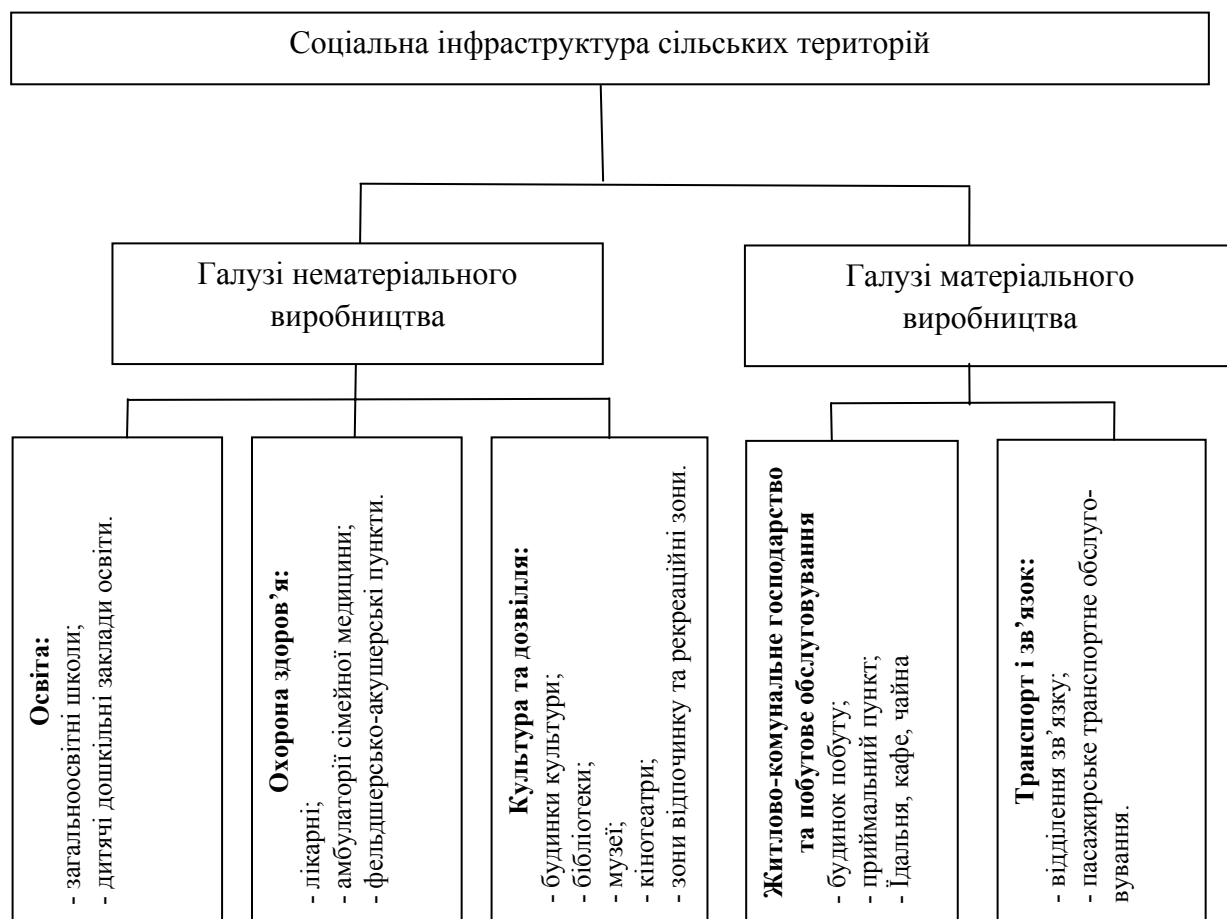 Соціальна інфраструктура сільських територій
Галузі нематеріального
виробництва
Галузі матеріального
виробництва
Освіта:
- загальноосвітні школи;
- дитячі дошкільні заклади освіти.
Охорона здоров’я:
- лікарні;
- амбулаторії сімейної медицини;
- фельдшерсько-акушерські пункти.
Культура та дозвілля:
- будинки культури;
- бібліотеки;
- музеї;
- кінотеатри;
- зони відпочинку та рекреаційні зони.
Житлово-комунальне господарство
та побутове обслуговування
- будинок побуту;
- приймальний пункт;
- Їдальня, кафе, чайна
Транспорт і зв’язок:
- відділення зв’язку;
- пасажирське транспортне обслуго-
вування.